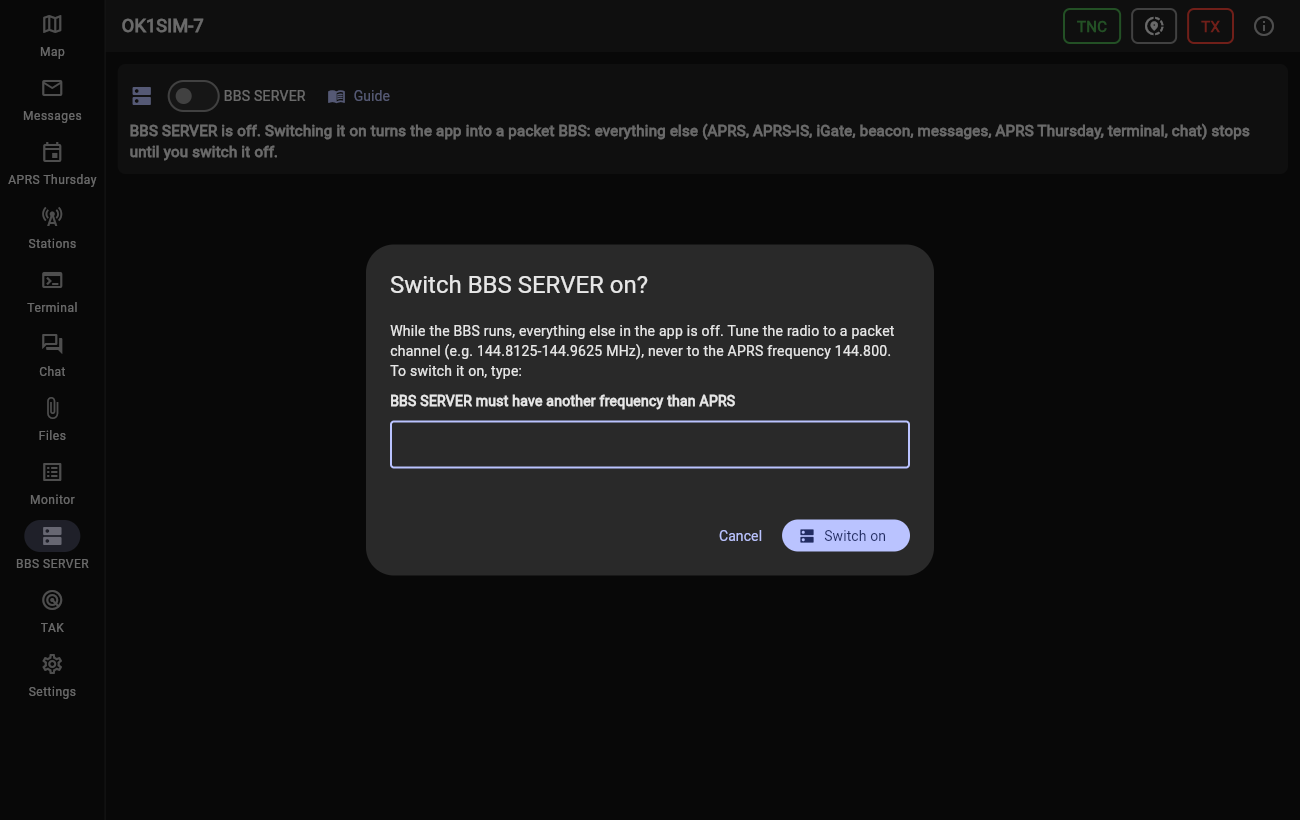 OK1SIM-7
TNC
TX
Map
Messages
APRS Thursday
Stations
Terminal
Chat
Files
Monitor
BBS SERVER
TAK
Settings
BBS SERVER
Guide
BBS SERVER is off. Switching it on turns the app into a packet BBS: everything else (APRS, APRS-IS, iGate, beacon, messages, APRS Thursday, terminal, chat) stops
until you switch it off.
Switch BBS SERVER on?
While the BBS runs, everything else in the app is off. Tune the radio to a packet
channel (e.g. 144.8125-144.9625 MHz), never to the APRS frequency 144.800.
To switch it on, type:
BBS SERVER must have another frequency than APRS
Cancel
Switch on